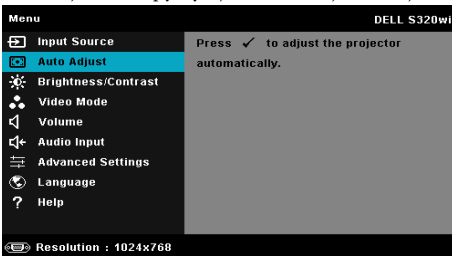 Menu
DELL S320wi
Input Source
Auto Adjust
Brightness/Contrast
Video Mode
Volume
Audio Input
Advanced Settings
Language
? Help
Press ✓ to adjust the projector
automatically.
Resolution : 1024x768